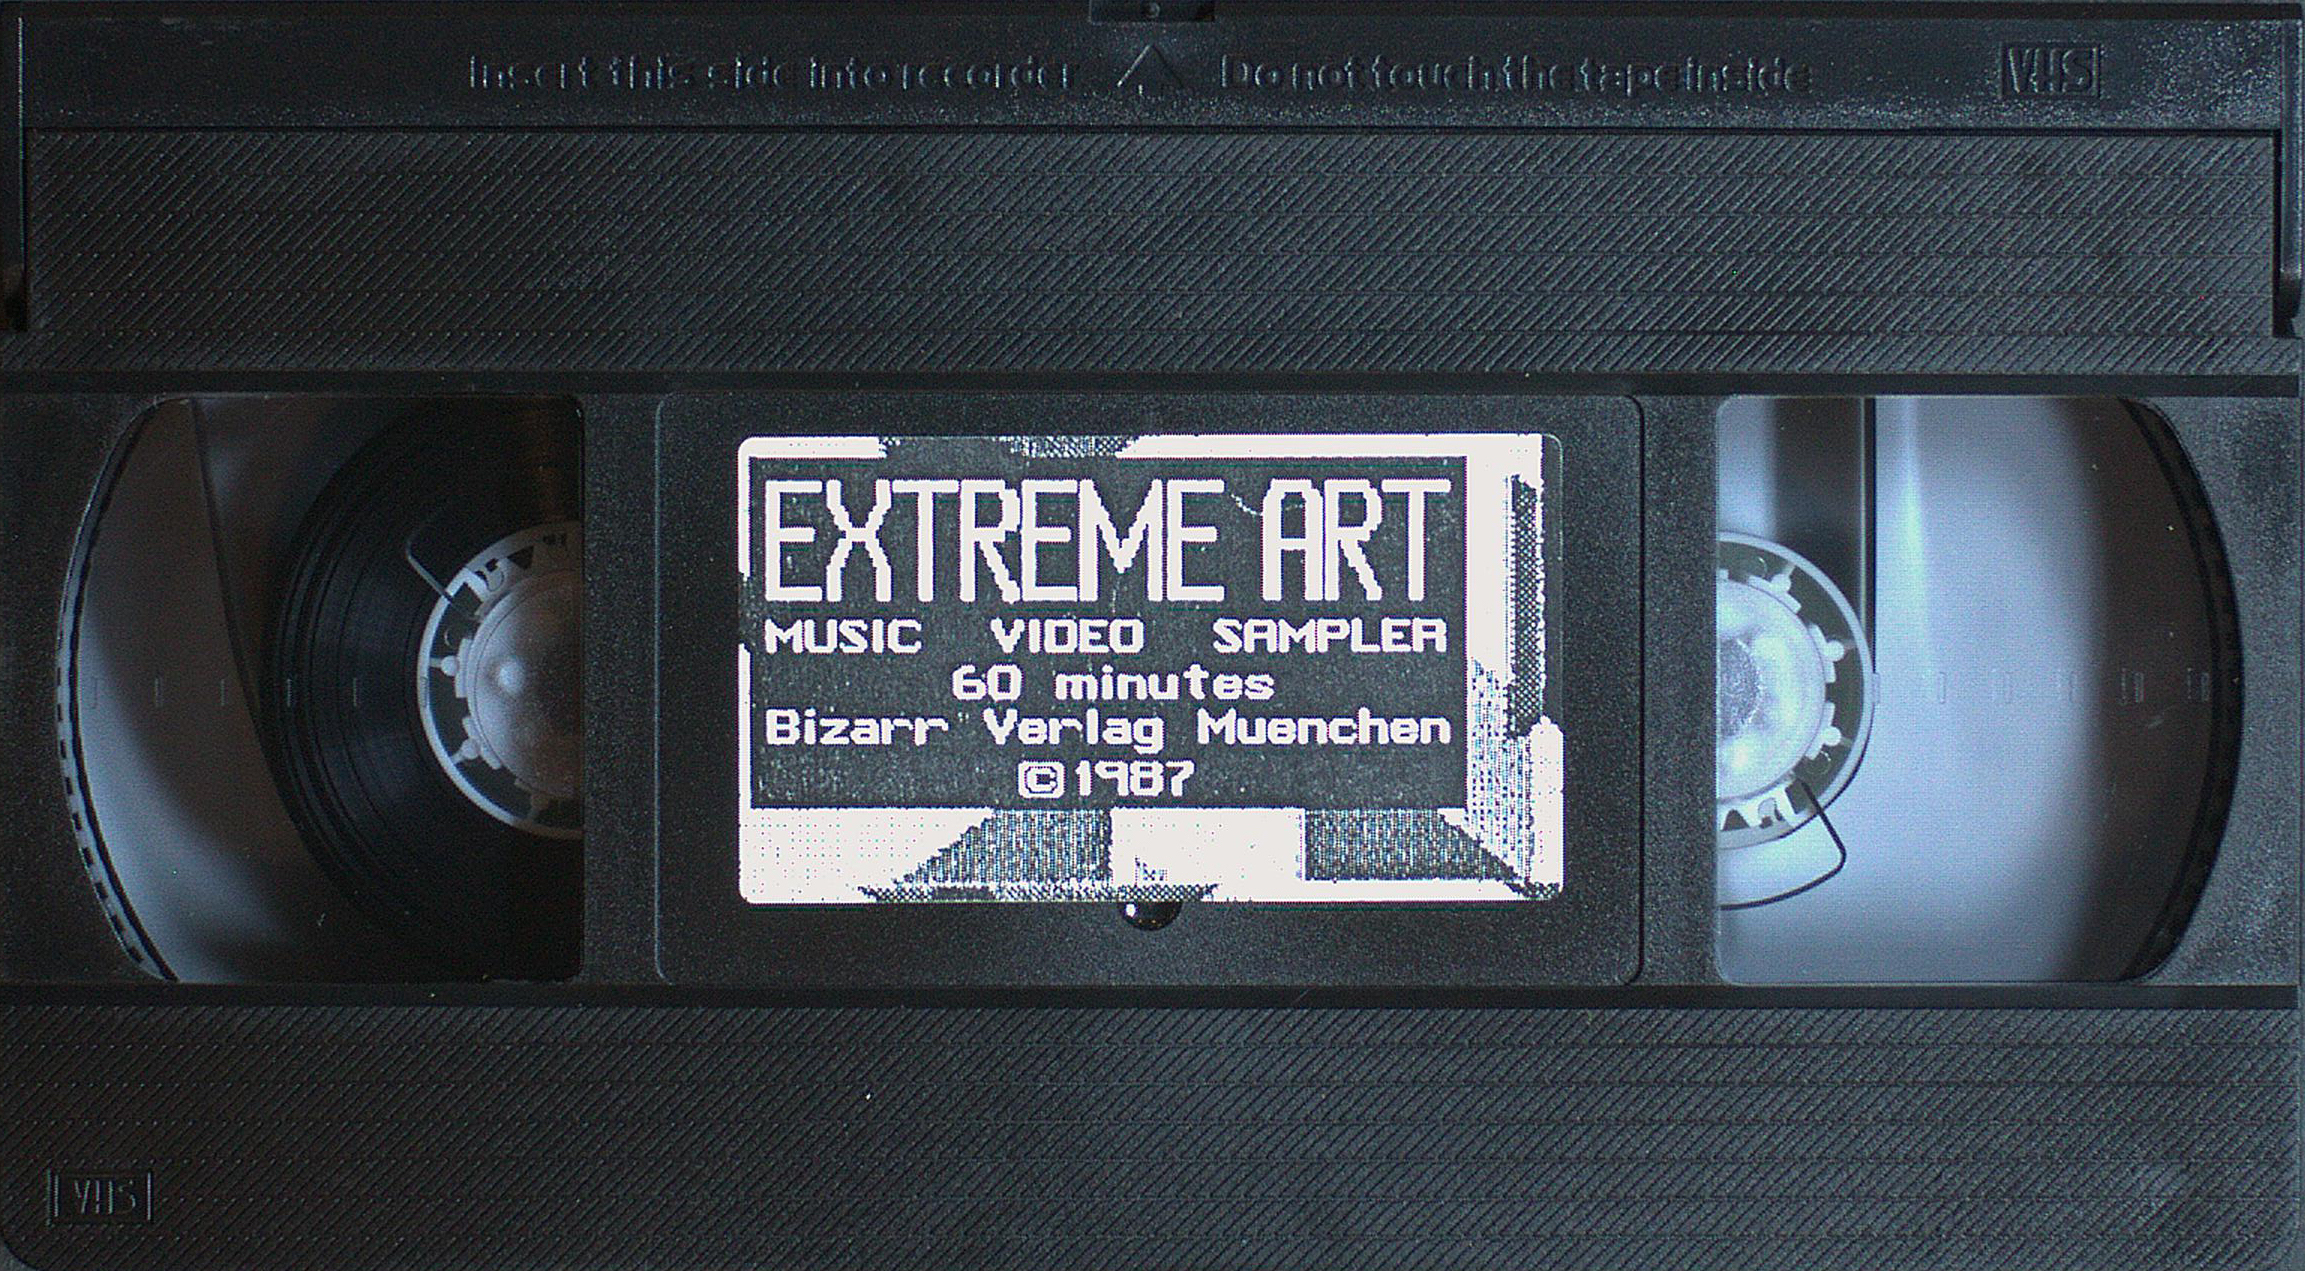 Insert this side into recorder Do not touch the tape inside VHS
EXTREME ART
MUSIC VIDEO SAMPLER
60 minutes
Bizarr Verlag Muenchen
©1987
VHS